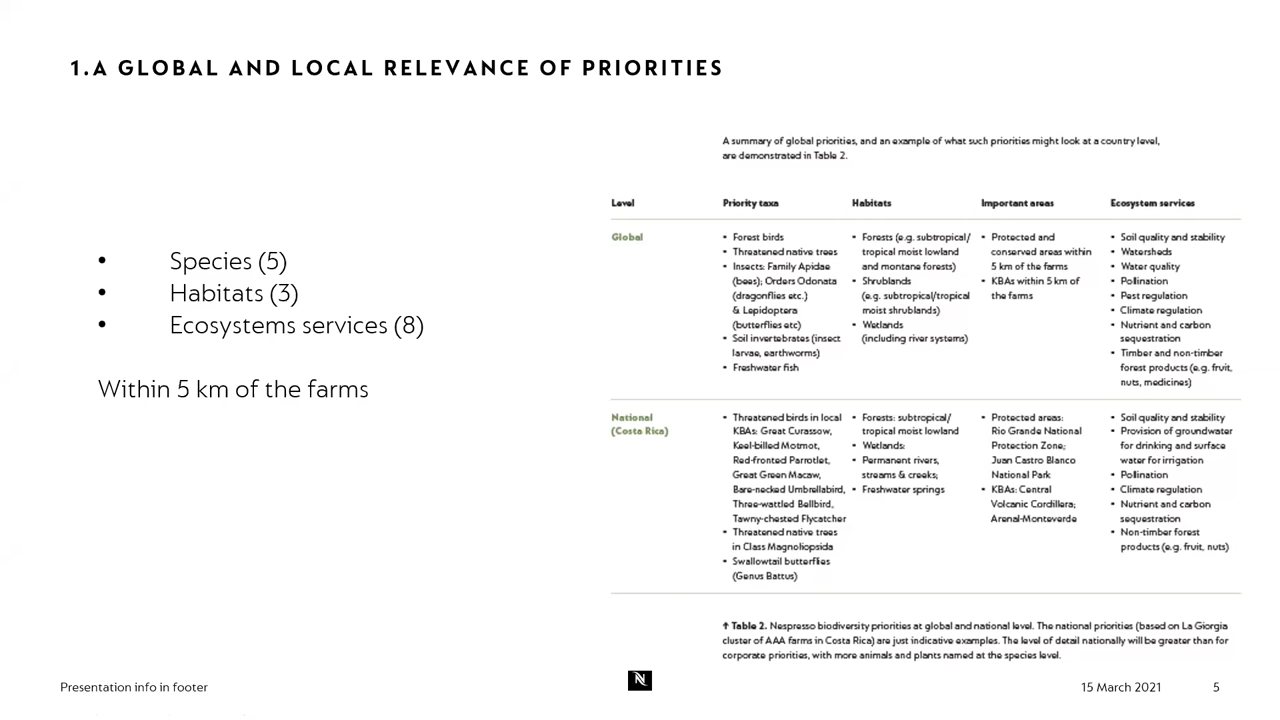 1.A GLOBAL AND LOCAL RELEVANCE OF PRIORITIES
• Species (5)
• Habitats (3)
• Ecosystems services (8)
Within 5 km of the farms
A summary of global priorities, and an example of what such priorities might look at a country level,
are demonstrated in Table 2.
Level
Priority taxa
Habitats
Important areas
Ecosystem services
Global
• Forest birds
• Threatened native trees
• Insects: Family Apidae
(bees); Orders Odonata
(dragonflies etc.)
& Lepidoptera
(butterflies etc)
• Soil invertebrates (insect
larvae, earthworms)
• Freshwater fish
• Forests (e.g. subtropical/
tropical moist lowland
and montane forests)
• Shrublands
(e.g. subtropical/tropical
moist shrublands)
• Wetlands
(including river systems)
• Protected and
conserved areas within
5 km of the farms
• KBAs within 5 km of
the farms
• Soil quality and stability
• Watersheds
• Water quality
• Pollination
• Pest regulation
• Climate regulation
• Nutrient and carbon
sequestration
• Timber and non-timber
forest products (e.g. fruit,
nuts, medicines)
National
(Costa Rica)
• Threatened birds in local
KBAs: Great Curassow,
Keel-billed Motmot,
Red-fronted Parrotlet,
Great Green Macaw,
Bare-necked Umbrellabird,
Three-wattled Bellbird,
Tawny-chested Flycatcher
• Threatened native trees
in Class Magnoliopsida
• Swallowtail butterflies
(Genus Battus)
• Forests: subtropical/
tropical moist lowland
• Wetlands:
• Permanent rivers,
streams & creeks;
• Freshwater springs
• Protected areas:
Rio Grande National
Protection Zone;
Juan Castro Blanco
National Park
• KBAs: Central
Volcanic Cordillera;
Arenal-Monteverde
• Soil quality and stability
• Provision of groundwater
for drinking and surface
water for irrigation
• Pollination
• Climate regulation
• Nutrient and carbon
sequestration
• Non-timber forest
products (e.g. fruit, nuts)
↑ Table 2. Nespresso biodiversity priorities at global and national level. The national priorities (based on La Giorgia
cluster of AAA farms in Costa Rica) are just indicative examples. The level of detail nationally will be greater than for
corporate priorities, with more animals and plants named at the species level.
Presentation info in footer
N
15 March 2021
5